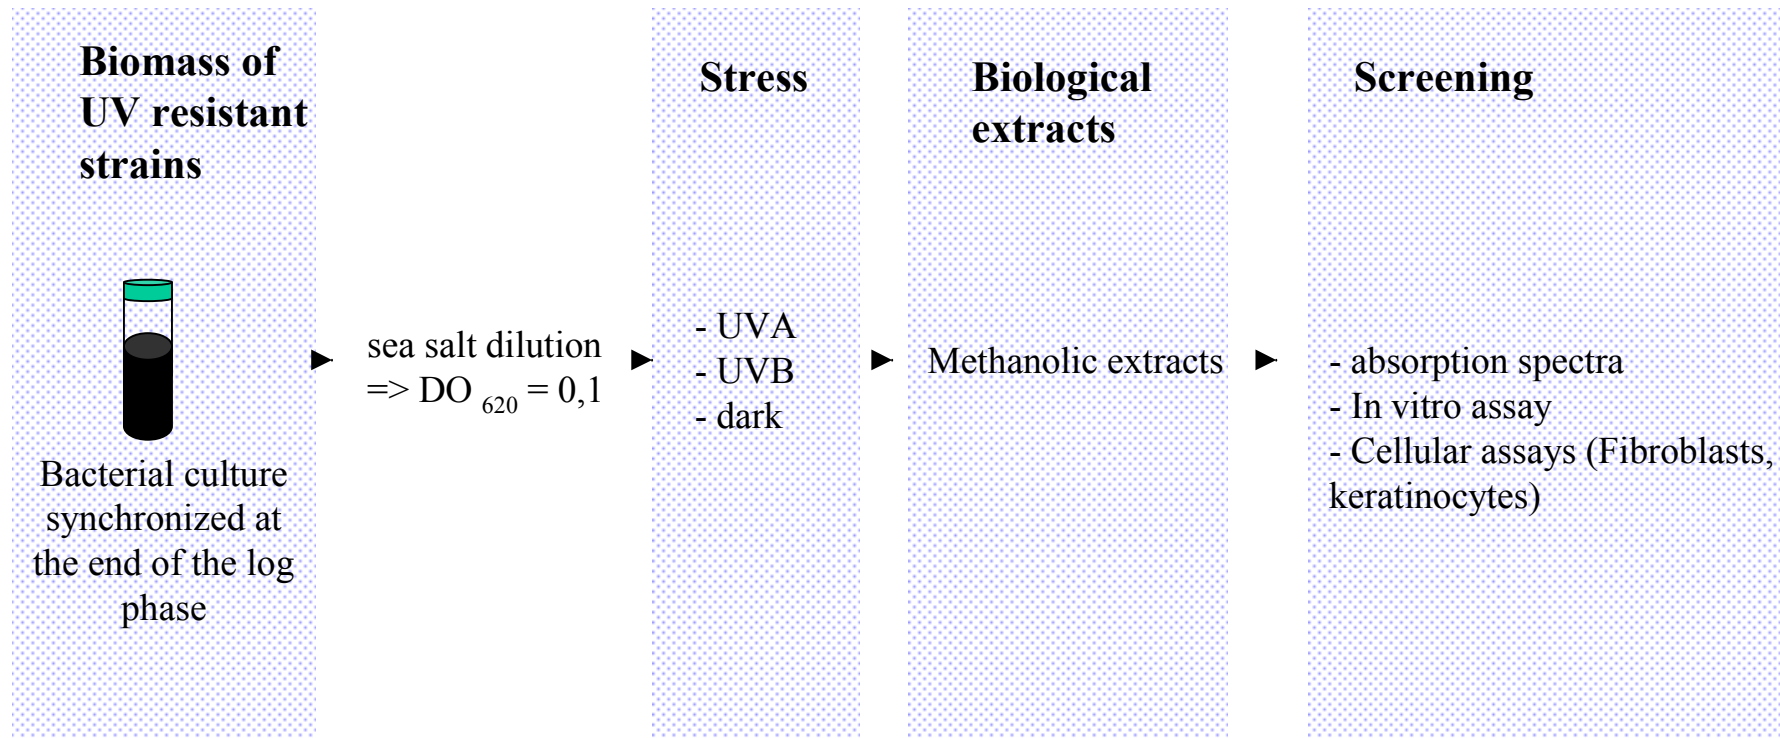 Biomass of
UV resistant
strains
Bacterial culture
synchronized at
the end of the log
phase
sea salt dilution
=> DO 620 = 0,1
Stress
- UVA
- UVB
- dark
Biological
extracts
Methanolic extracts
Screening
- absorption spectra
- In vitro assay
- Cellular assays (Fibroblasts,
keratinocytes)